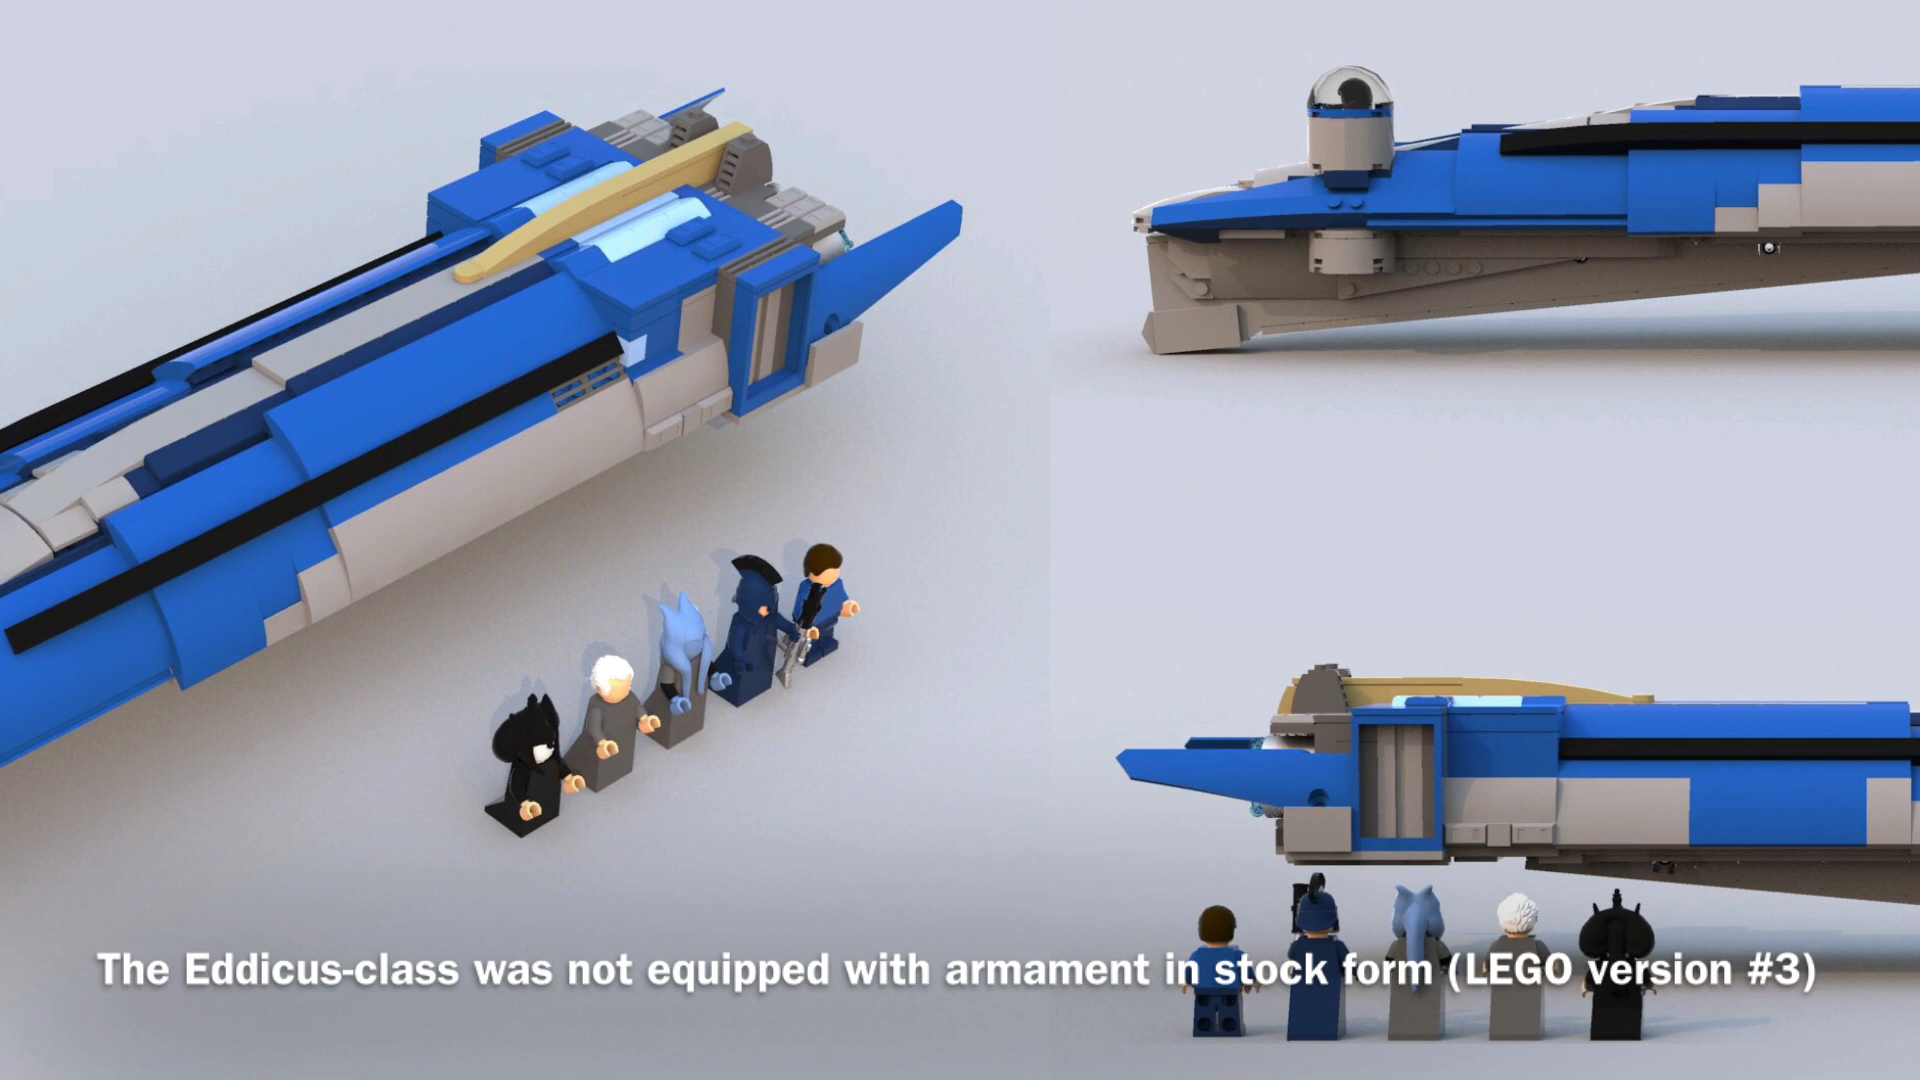 The Eddicus-class was not equipped with armament in stock form (LEGO version #3)